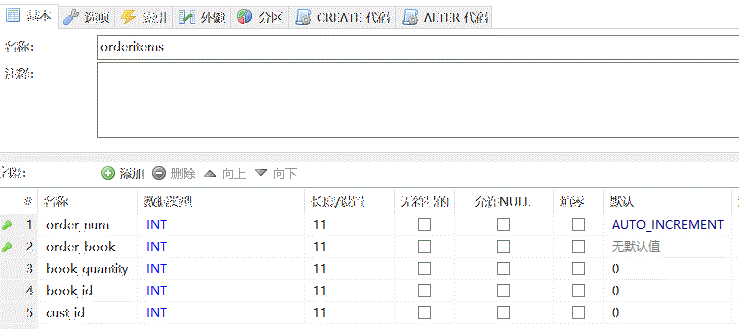 基本 选项 索引 外键 分区 CREATE 代码 ALTER 代码
名称: orderitems
注释:
字段: 添加 删除 向上 向下
# 名称 数据类型 长度/设置 无符号的 允许NULL 填零 默认
1 order_num INT 11 AUTO_INCREMENT
2 order_book INT 11 无默认值
3 book_quantity INT 11 0
4 book_id INT 11 0
5 cust_id INT 11 0